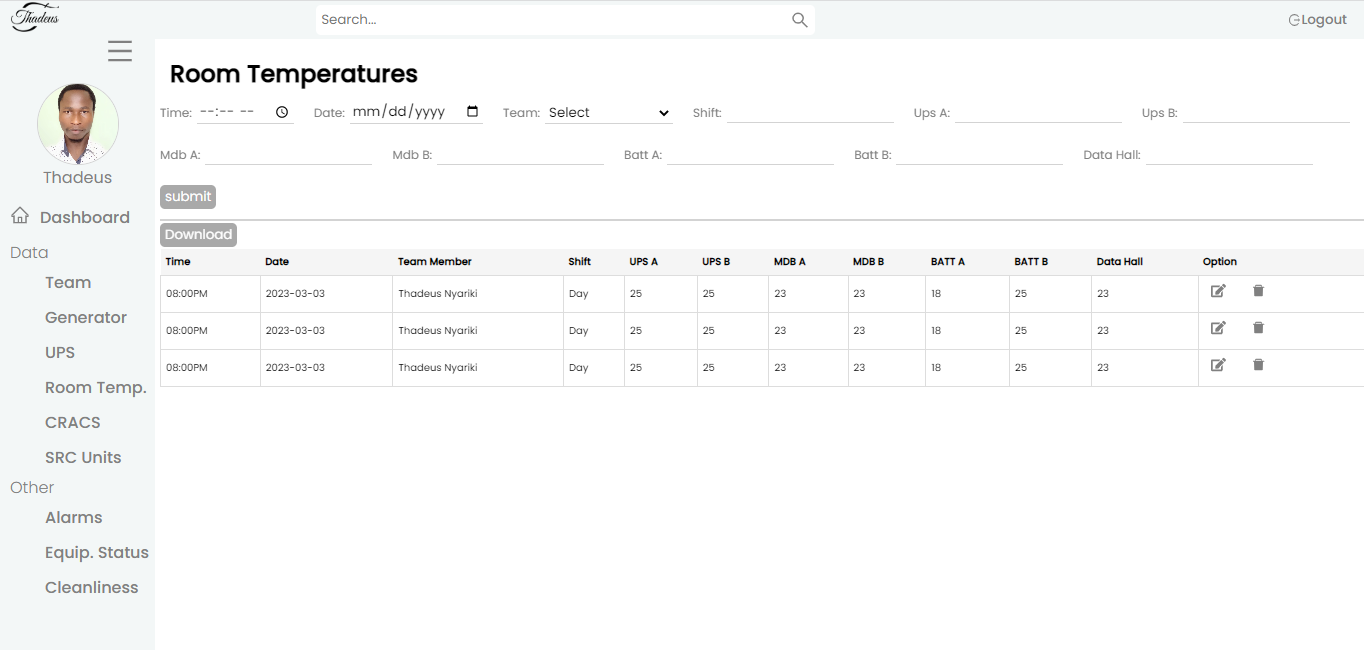 Thadeus
Search...
Logout
Room Temperatures
Time: --:-- -- Date: mm/dd/yyyy Team: Select Shift: Ups A: Ups B:
Mdb A: Mdb B: Batt A: Batt B: Data Hall:
submit
Download
Time Date Team Member Shift UPS A UPS B MDB A MDB B BATT A BATT B Data Hall Option
08:00PM 2023-03-03 Thadeus Nyariki Day 25 25 23 23 18 25 23
08:00PM 2023-03-03 Thadeus Nyariki Day 25 25 23 23 18 25 23
08:00PM 2023-03-03 Thadeus Nyariki Day 25 25 23 23 18 25 23
Thadeus
Dashboard
Data
Team
Generator
UPS
Room Temp.
CRACS
SRC Units
Other
Alarms
Equip. Status
Cleanliness